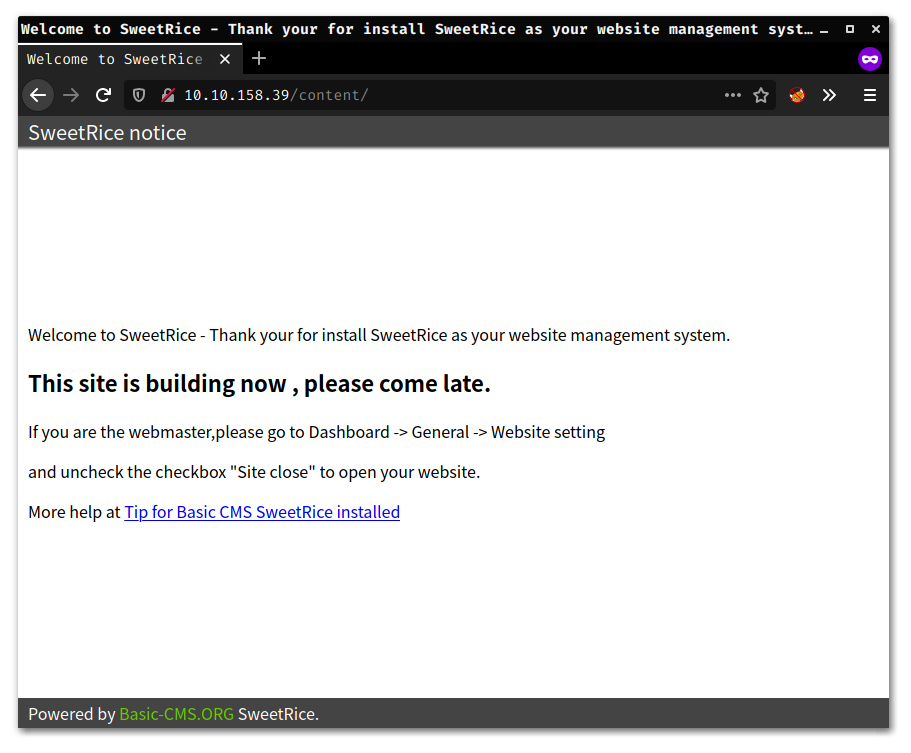 Welcome to SweetRice - Thank your for install SweetRice as your website management syst…
Welcome to SweetRice
10.10.158.39/content/
SweetRice notice
Welcome to SweetRice - Thank your for install SweetRice as your website management system.
This site is building now , please come late.
If you are the webmaster,please go to Dashboard -> General -> Website setting
and uncheck the checkbox "Site close" to open your website.
More help at Tip for Basic CMS SweetRice installed
Powered by Basic-CMS.ORG SweetRice.